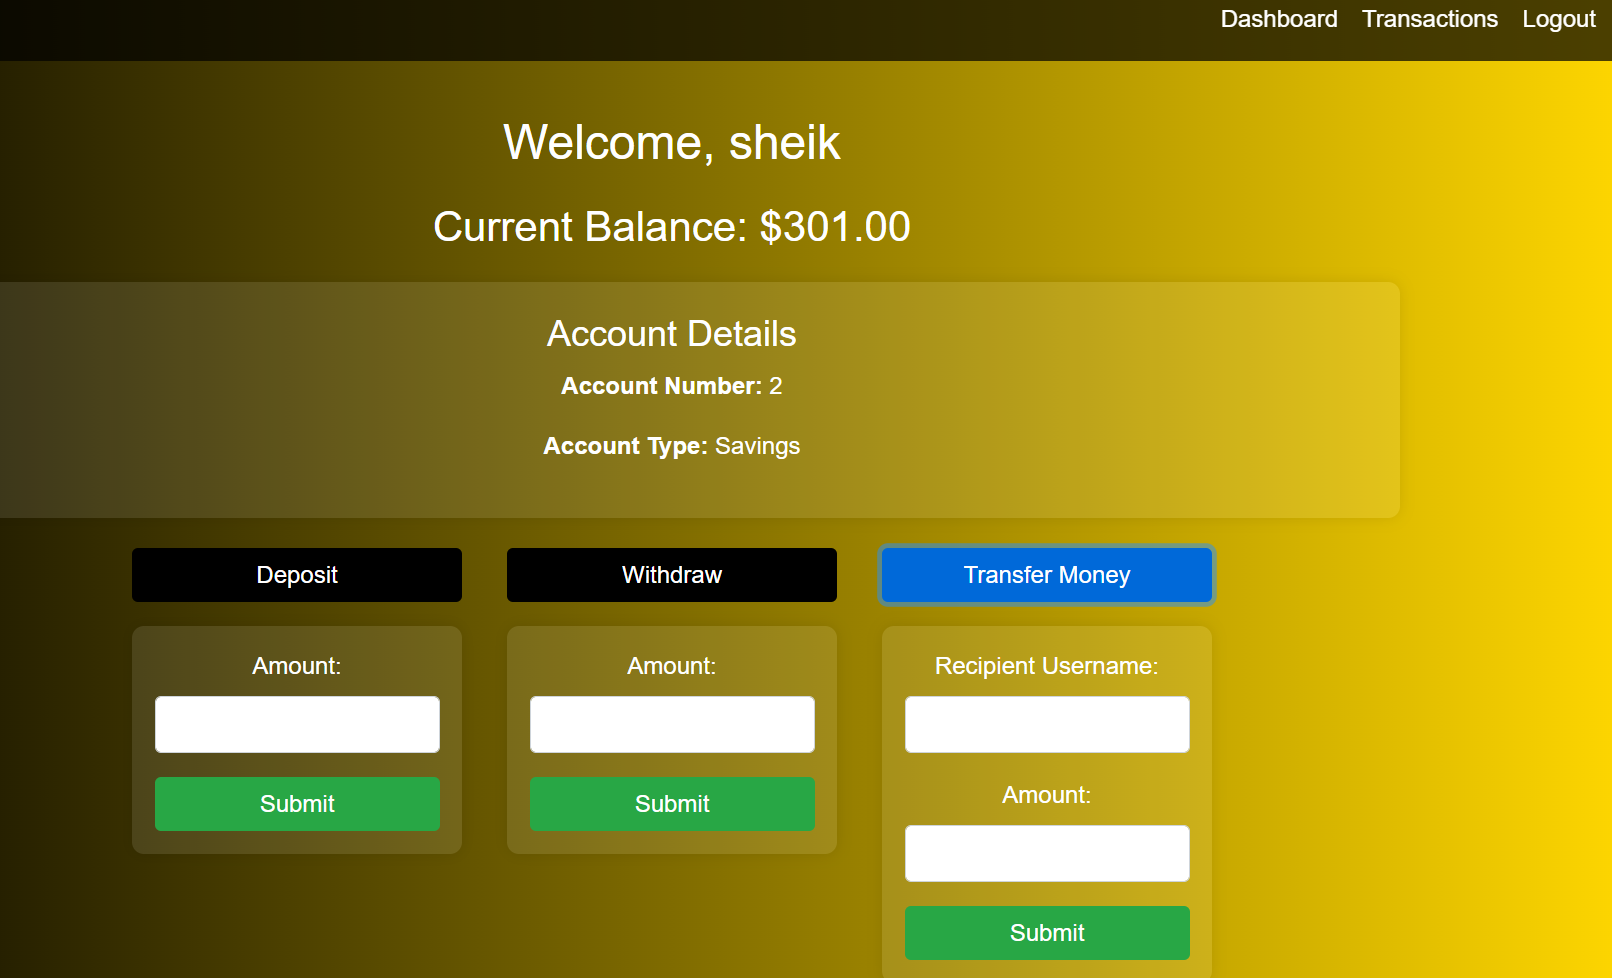 Dashboard Transactions Logout
Welcome, sheik
Current Balance: $301.00
Account Details
Account Number: 2
Account Type: Savings
Deposit
Amount:
Submit
Withdraw
Amount:
Submit
Transfer Money
Recipient Username:
Amount:
Submit